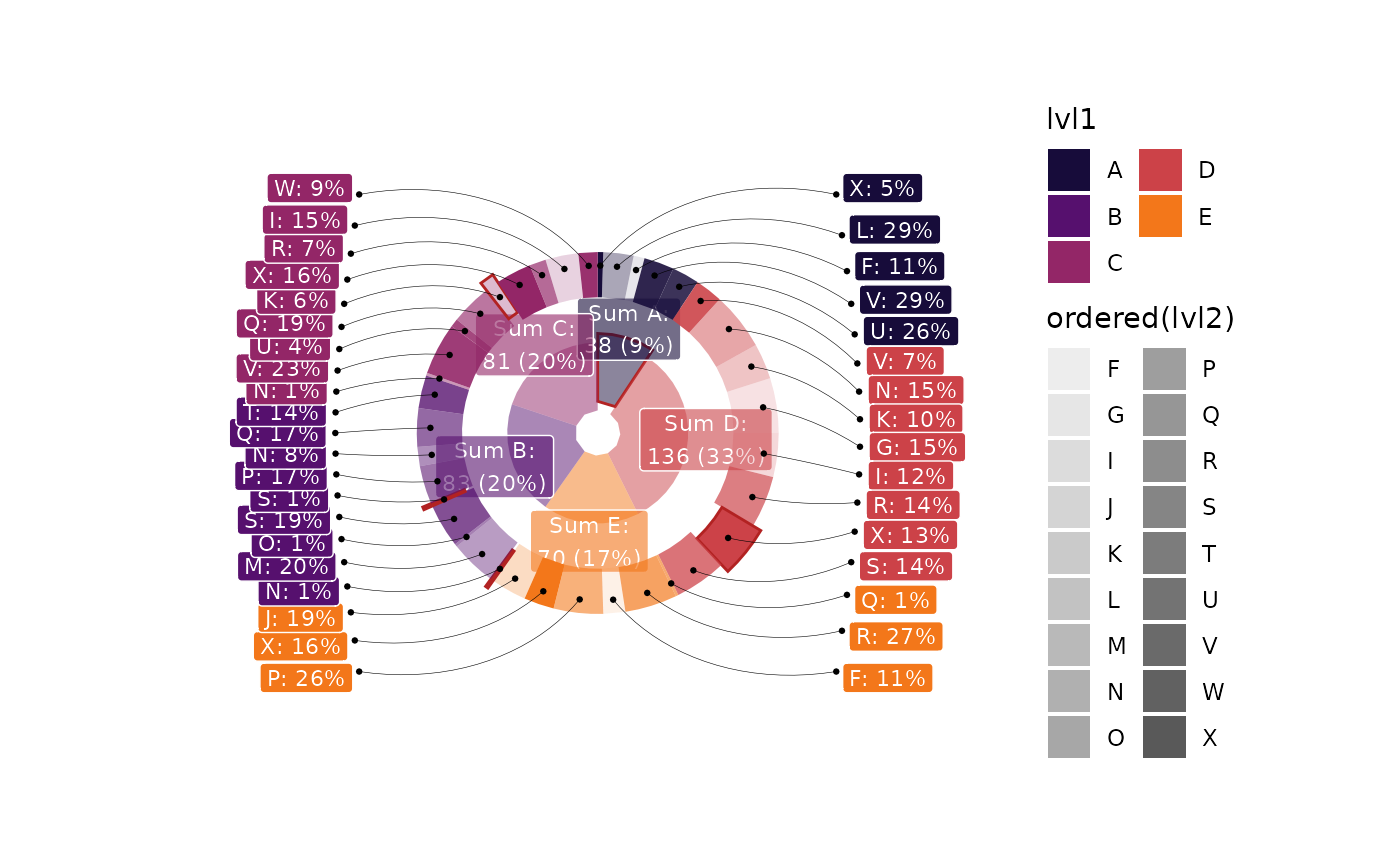 W: 9%
I: 15%
R: 7%
X: 16%
K: 6%
Q: 19%
U: 4%
V: 23%
N: 1%
I: 14%
Q: 17%
N: 8%
P: 17%
S: 1%
S: 19%
O: 1%
M: 20%
N: 1%
J: 19%
X: 16%
P: 26%
Sum C:
81 (20%)
Sum A:
38 (9%)
Sum D:
136 (33%)
Sum B:
83 (20%)
Sum E:
70 (17%)
X: 5%
L: 29%
F: 11%
V: 29%
U: 26%
V: 7%
N: 15%
K: 10%
G: 15%
I: 12%
R: 14%
X: 13%
S: 14%
Q: 1%
R: 27%
F: 11%
lvl1
A
B
C
D
E
ordered(lvl2)
F
G
I
J
K
L
M
N
O
P
Q
R
S
T
U
V
W
X